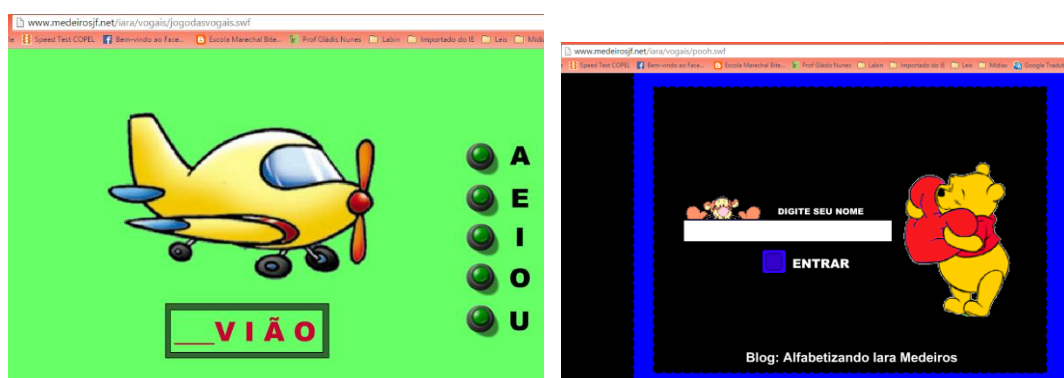 www.medeirosjf.net/iara/vogais/jogodasvogais.swf
Speed Test COPEL Bem-vindo ao Face... Escola Marechal Bite... Prof Gládis Nunes Labin Importado do IE Leis
A
E
I
O
U
__V I Ã O
www.medeirosjf.net/iara/vogais/pooh.swf
Speed Test COPEL Bem-vindo ao Face... Escola Marechal Bite... Prof Gládis Nunes Labin Importado do IE Leis Mídias Google Tradut
DIGITE SEU NOME
ENTRAR
Blog: Alfabetizando Iara Medeiros